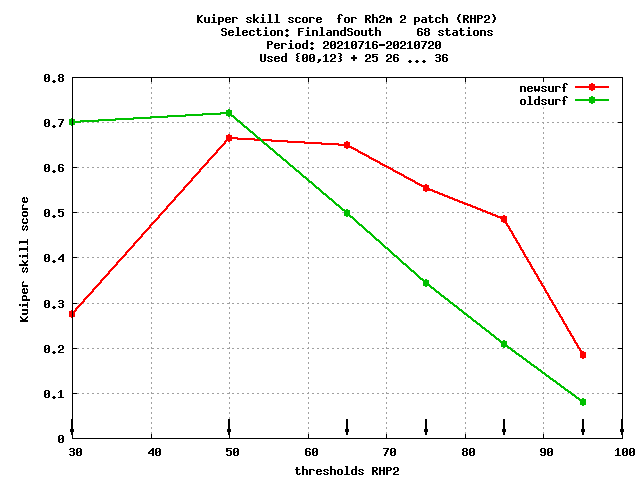 Kuiper skill score  for Rh2m 2 patch (RHP2)
Selection: FinlandSouth     68 stations
Period: 20210716-20210720
Used {00,12} + 25 26 ... 36
newsurf
oldsurf
0.8
0.7
0.6
0.5
0.4
0.3
0.2
0.1
0
Kuiper skill score
30 40 50 60 70 80 90 100
thresholds RHP2